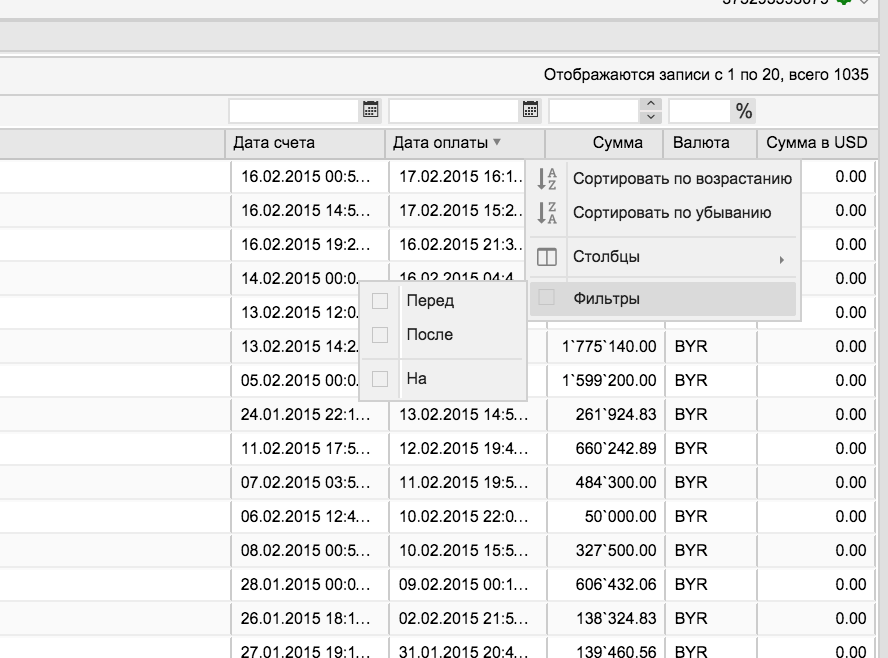 375293393079
Отображаются записи с 1 по 20, всего 1035
%
Дата счета Дата оплаты Сумма Валюта Сумма в USD
16.02.2015 00:5... 17.02.2015 16:1... 0.00
Сортировать по возрастанию
16.02.2015 14:5... 17.02.2015 15:2... 0.00
Сортировать по убыванию
16.02.2015 19:2... 16.02.2015 21:3... 0.00
Столбцы
14.02.2015 00:0... 16.02.2015 04:4... 0.00
Фильтры
Перед
13.02.2015 12:0... 0.00
После
13.02.2015 14:2... 1`775`140.00 BYR 0.00
На
05.02.2015 00:0... 1`599`200.00 BYR 0.00
24.01.2015 22:1... 13.02.2015 14:5... 261`924.83 BYR 0.00
11.02.2015 17:5... 12.02.2015 19:4... 660`242.89 BYR 0.00
07.02.2015 03:5... 11.02.2015 19:5... 484`300.00 BYR 0.00
06.02.2015 12:4... 10.02.2015 22:0... 50`000.00 BYR 0.00
08.02.2015 00:5... 10.02.2015 15:5... 327`500.00 BYR 0.00
28.01.2015 00:0... 09.02.2015 00:1... 606`432.06 BYR 0.00
26.01.2015 18:1... 02.02.2015 21:5... 138`324.83 BYR 0.00
27.01.2015 19:1... 31.01.2015 20:4... 139`460.56 BYR 0.00